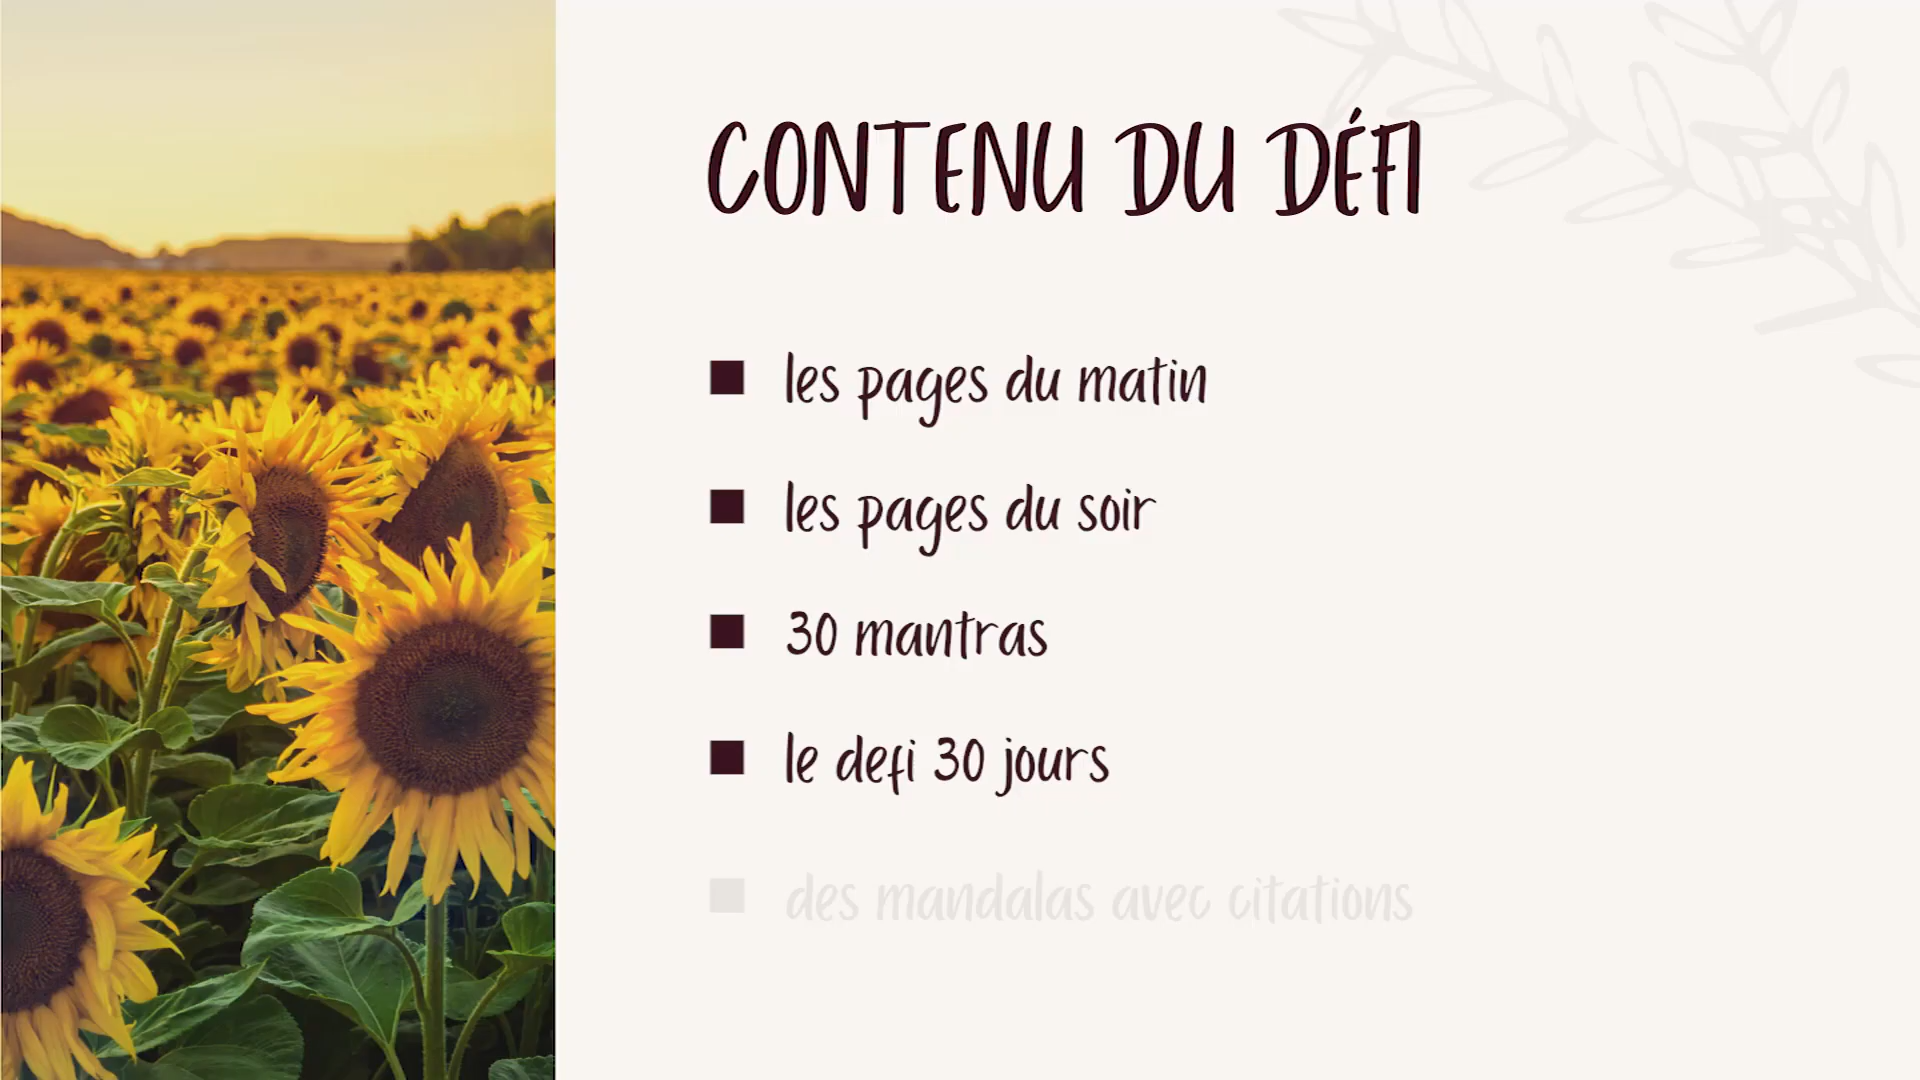 CONTENU DU DÉFI
les pages du matin
les pages du soir
30 mantras
le defi 30 jours
des mandalas avec citations